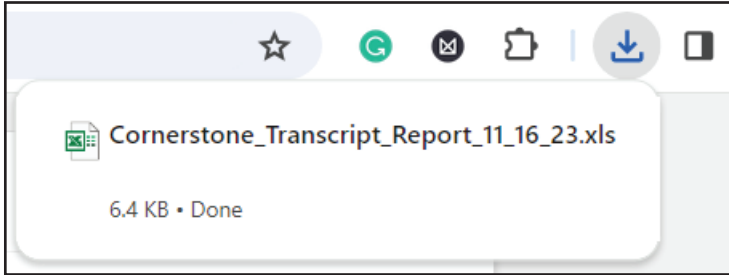 Cornerstone_Transcript_Report_11_16_23.xls
6.4 KB • Done